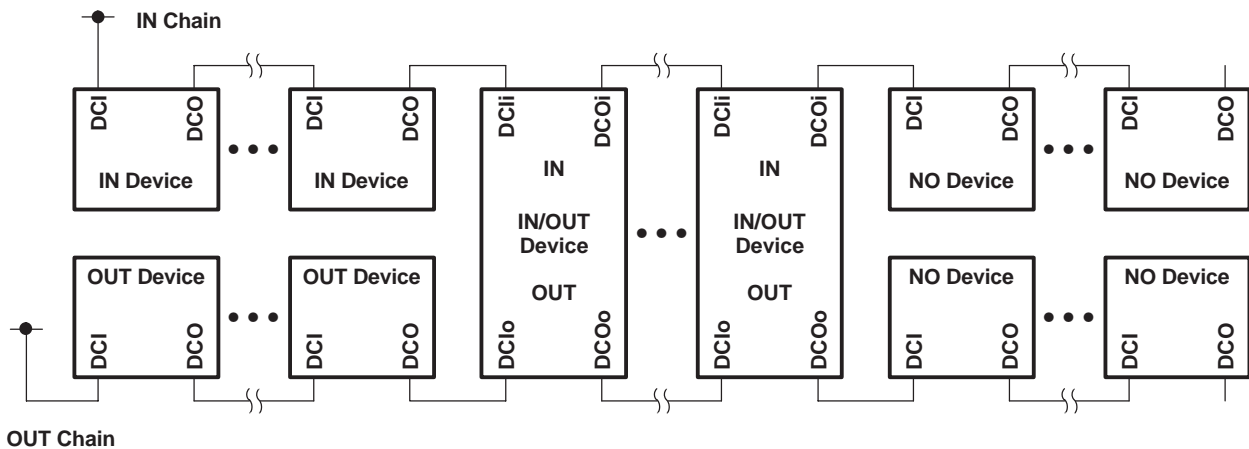 IN Chain
DCI DCO DCI DCO DCIi DCOi DCIi DCOi DCI DCO DCI DCO
IN Device IN Device IN IN NO Device NO Device
IN/OUT IN/OUT
Device Device
OUT Device OUT Device OUT OUT NO Device NO Device
DCI DCO DCI DCO DCIo DCOo DCIo DCOo DCI DCO DCI DCO
OUT Chain